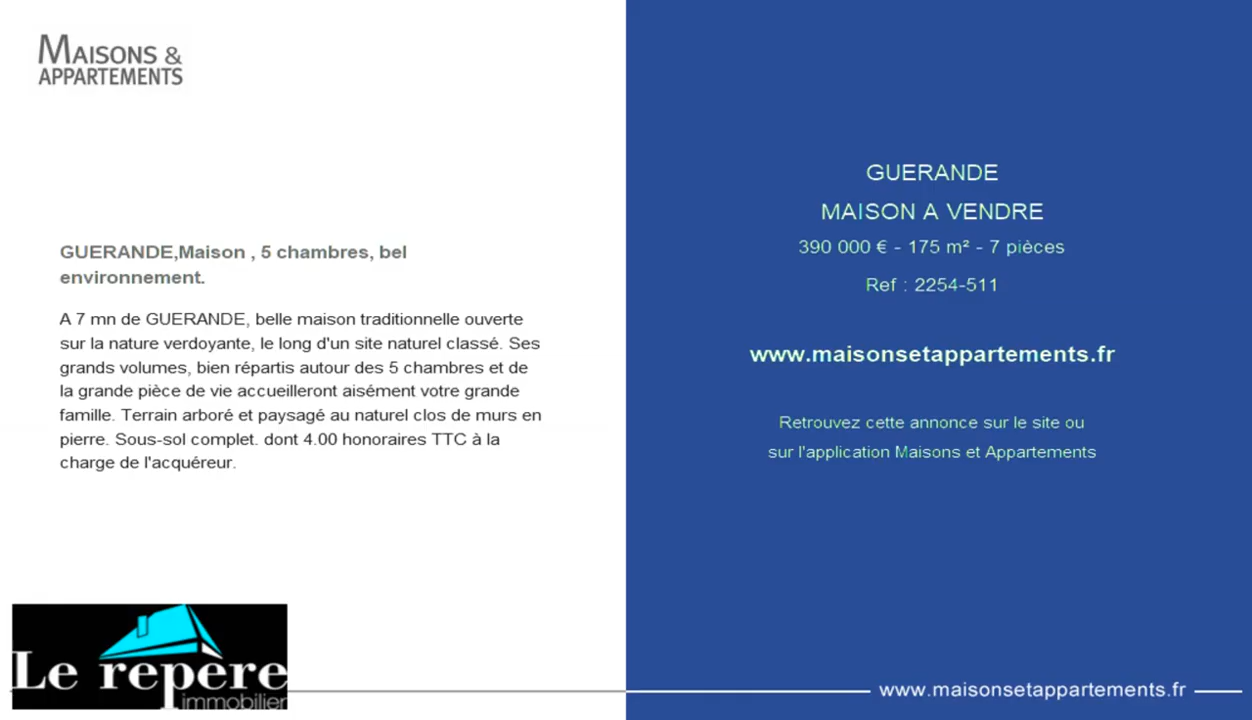 MAISONS &
APPARTEMENTS
GUERANDE,Maison , 5 chambres, bel
environnement.
A 7 mn de GUERANDE, belle maison traditionnelle ouverte
sur la nature verdoyante, le long d'un site naturel classé. Ses
grands volumes, bien répartis autour des 5 chambres et de
la grande pièce de vie accueilleront aisément votre grande
famille. Terrain arboré et paysagé au naturel clos de murs en
pierre. Sous-sol complet. dont 4.00 honoraires TTC à la
charge de l'acquéreur.
Le repère
immobilier
GUERANDE
MAISON A VENDRE
390 000 € - 175 m² - 7 pièces
Ref : 2254-511
www.maisonsetappartements.fr
Retrouvez cette annonce sur le site ou
sur l'application Maisons et Appartements
www.maisonsetappartements.fr